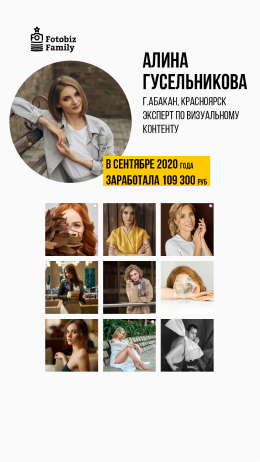 Fotobiz
Family
АЛИНА
ГУСЕЛЬНИКОВА
Г.АБАКАН, КРАСНОЯРСК
ЭКСПЕРТ ПО ВИЗУАЛЬНОМУ
КОНТЕНТУ
В СЕНТЯБРЕ 2020 ГОДА
ЗАРАБОТАЛА 109 300 РУБ